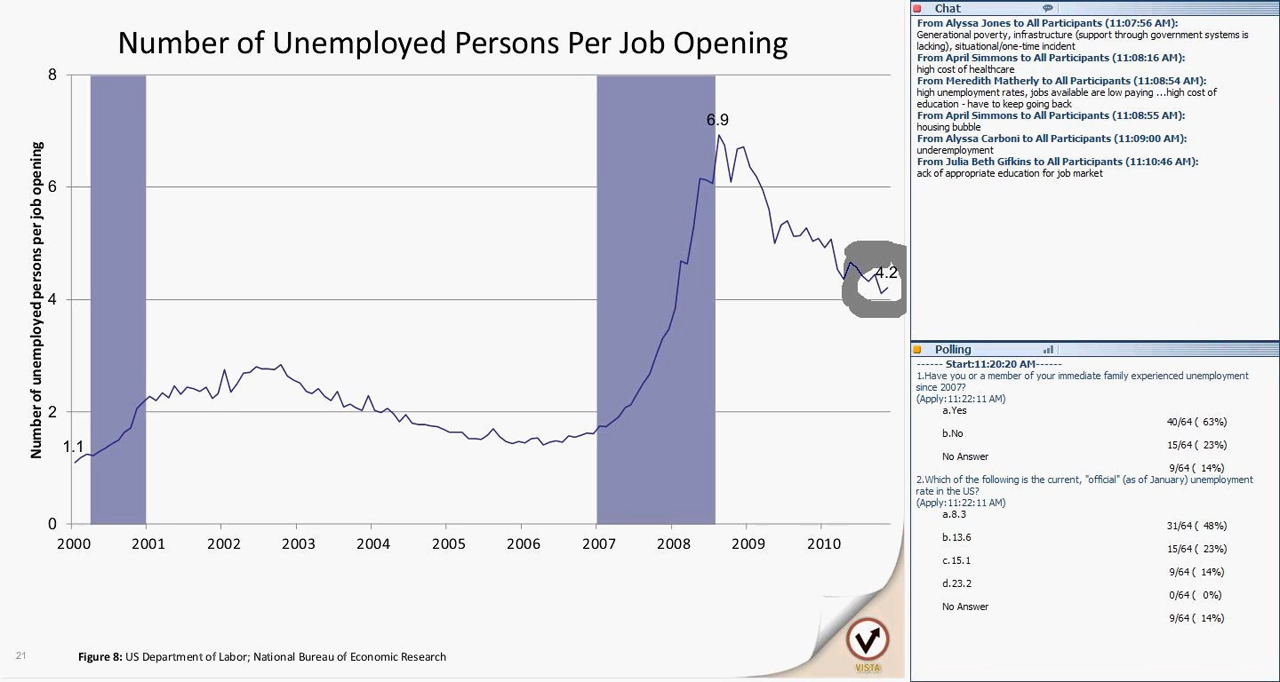 Number of Unemployed Persons Per Job Opening
Number of unemployed persons per job opening
8
6
4
2
0
1.1
6.9
4.2
2000 2001 2002 2003 2004 2005 2006 2007 2008 2009 2010
21
Figure 8: US Department of Labor; National Bureau of Economic Research
VISTA
Chat
From Alyssa Jones to All Participants (11:07:56 AM):
Generational poverty, infrastructure (support through government systems is
lacking), situational/one-time incident
From April Simmons to All Participants (11:08:16 AM):
high cost of healthcare
From Meredith Matherly to All Participants (11:08:54 AM):
high unemployment rates, jobs available are low paying ...high cost of
education - have to keep going back
From April Simmons to All Participants (11:08:55 AM):
housing bubble
From Alyssa Carboni to All Participants (11:09:00 AM):
underemployment
From Julia Beth Gifkins to All Participants (11:10:46 AM):
ack of appropriate education for job market
Polling
------ Start:11:20:20 AM------
1.Have you or a member of your immediate family experienced unemployment
since 2007?
(Apply:11:22:11 AM)
a.Yes
40/64 ( 63%)
b.No
15/64 ( 23%)
No Answer
9/64 ( 14%)
2.Which of the following is the current, "official" (as of January) unemployment
rate in the US?
(Apply:11:22:11 AM)
a.8.3
31/64 ( 48%)
b.13.6
15/64 ( 23%)
c.15.1
9/64 ( 14%)
d.23.2
0/64 ( 0%)
No Answer
9/64 ( 14%)